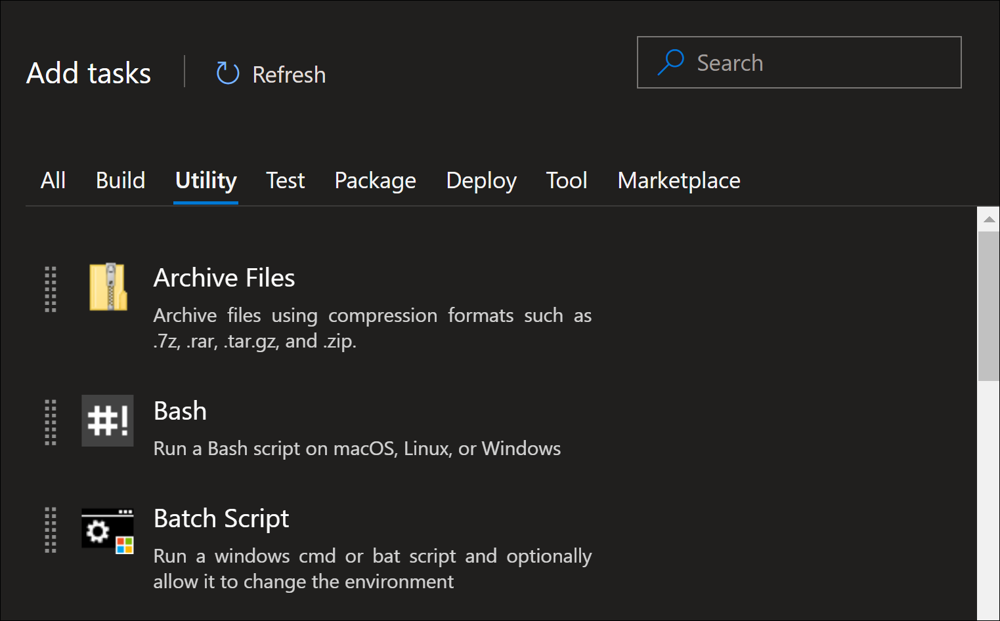 Add tasks
Refresh
Search
All Build Utility Test Package Deploy Tool Marketplace
Archive Files
Archive files using compression formats such as
.7z, .rar, .tar.gz, and .zip.
#!
Bash
Run a Bash script on macOS, Linux, or Windows
Batch Script
Run a windows cmd or bat script and optionally
allow it to change the environment